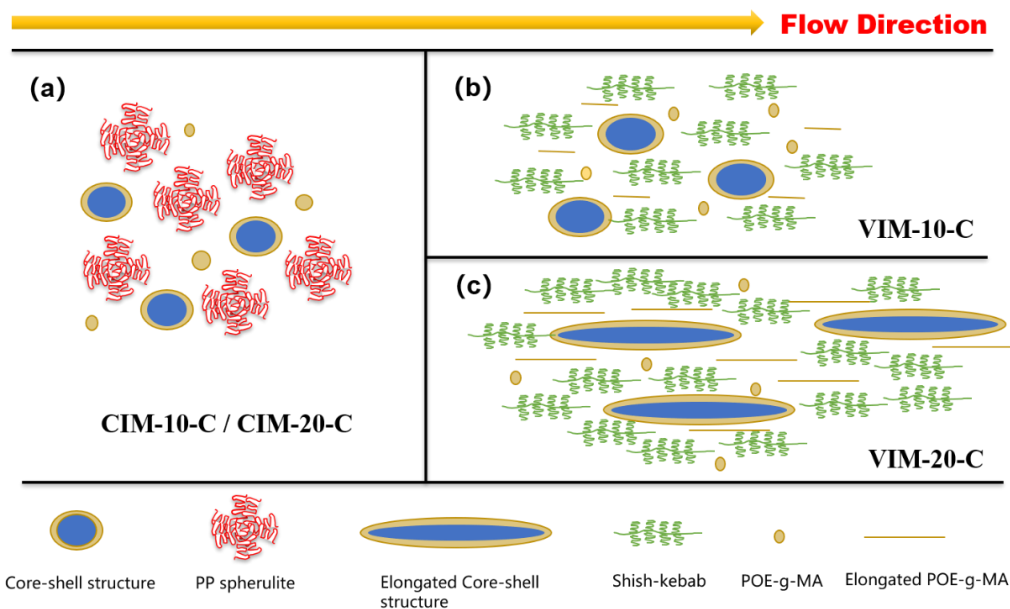 Flow Direction
(a)
(b)
VIM-10-C
(c)
CIM-10-C / CIM-20-C
VIM-20-C
Core-shell structure
PP spherulite
Elongated Core-shell
structure
Shish-kebab
POE-g-MA
Elongated POE-g-MA